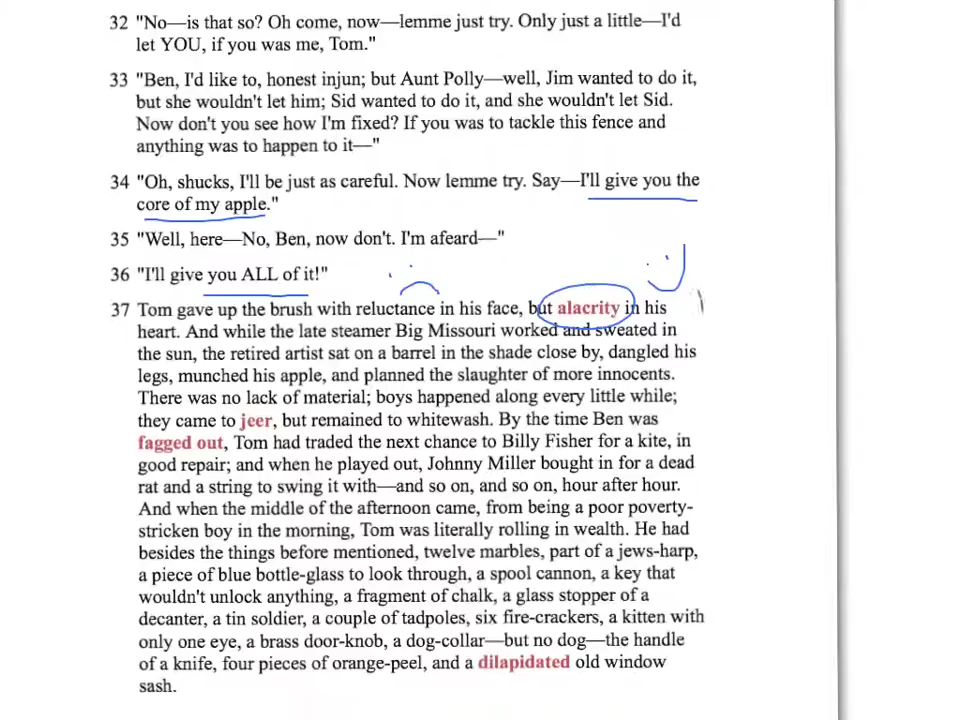 32 "No—is that so? Oh come, now—lemme just try. Only just a little—I'd
let YOU, if you was me, Tom."
33 "Ben, I'd like to, honest injun; but Aunt Polly—well, Jim wanted to do it,
but she wouldn't let him; Sid wanted to do it, and she wouldn't let Sid.
Now don't you see how I'm fixed? If you was to tackle this fence and
anything was to happen to it—"
34 "Oh, shucks, I'll be just as careful. Now lemme try. Say—I'll give you the
core of my apple."
35 "Well, here—No, Ben, now don't. I'm afeard—"
36 "I'll give you ALL of it!"
37 Tom gave up the brush with reluctance in his face, but alacrity in his
heart. And while the late steamer Big Missouri worked and sweated in
the sun, the retired artist sat on a barrel in the shade close by, dangled his
legs, munched his apple, and planned the slaughter of more innocents.
There was no lack of material; boys happened along every little while;
they came to jeer, but remained to whitewash. By the time Ben was
fagged out, Tom had traded the next chance to Billy Fisher for a kite, in
good repair; and when he played out, Johnny Miller bought in for a dead
rat and a string to swing it with—and so on, and so on, hour after hour.
And when the middle of the afternoon came, from being a poor poverty-
stricken boy in the morning, Tom was literally rolling in wealth. He had
besides the things before mentioned, twelve marbles, part of a jews-harp,
a piece of blue bottle-glass to look through, a spool cannon, a key that
wouldn't unlock anything, a fragment of chalk, a glass stopper of a
decanter, a tin soldier, a couple of tadpoles, six fire-crackers, a kitten with
only one eye, a brass door-knob, a dog-collar—but no dog—the handle
of a knife, four pieces of orange-peel, and a dilapidated old window
sash.